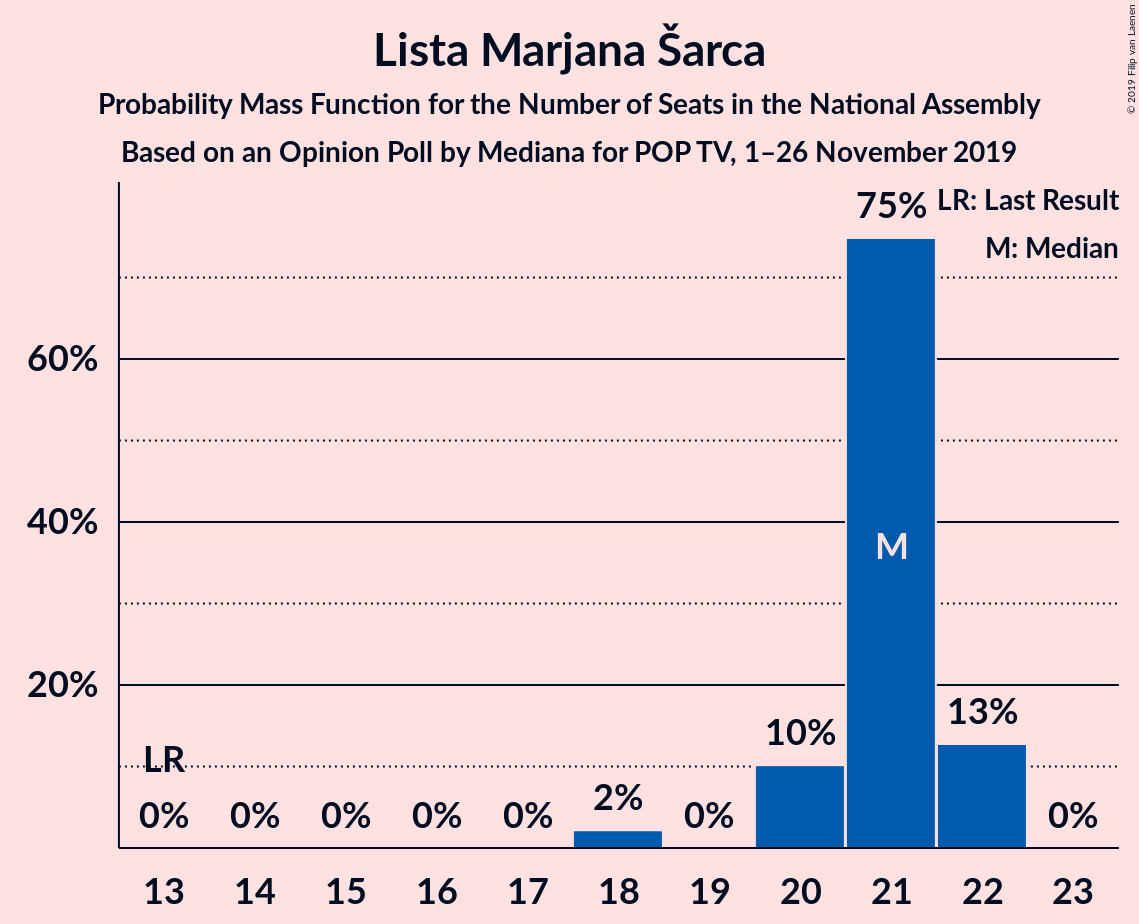 Lista Marjana Šarca
Probability Mass Function for the Number of Seats in the National Assembly
Based on an Opinion Poll by Mediana for POP TV, 1–26 November 2019
© 2019 Filip van Laenen
LR: Last Result
M: Median
60%
40%
20%
LR
0%
0%
0%
0%
0%
2%
0%
10%
75%
M
13%
0%
13 14 15 16 17 18 19 20 21 22 23